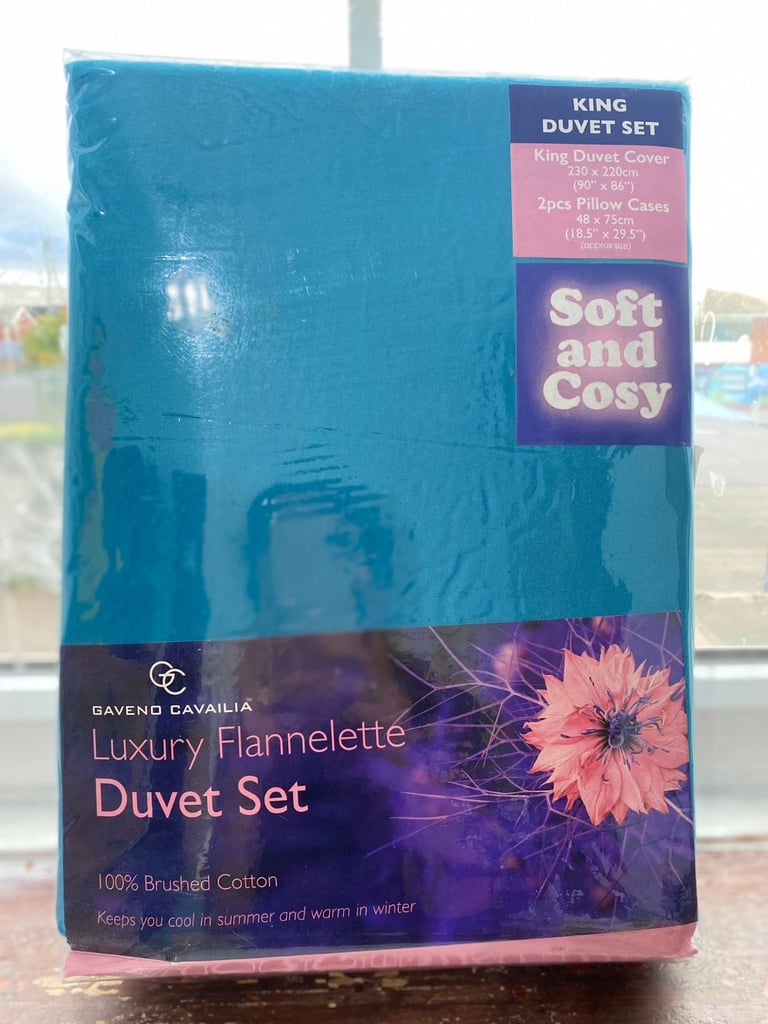 KING
DUVET SET
King Duvet Cover
230 x 220cm
(90” x 86“)
2pcs Pillow Cases
48 x 75cm
(18.5” x 29.5”)
(approx size)
Soft
and
Cosy
GC
GAVENO CAVAILIA™
Luxury Flannelette
Duvet Set
100% Brushed Cotton
Keeps you cool in summer and warm in winter